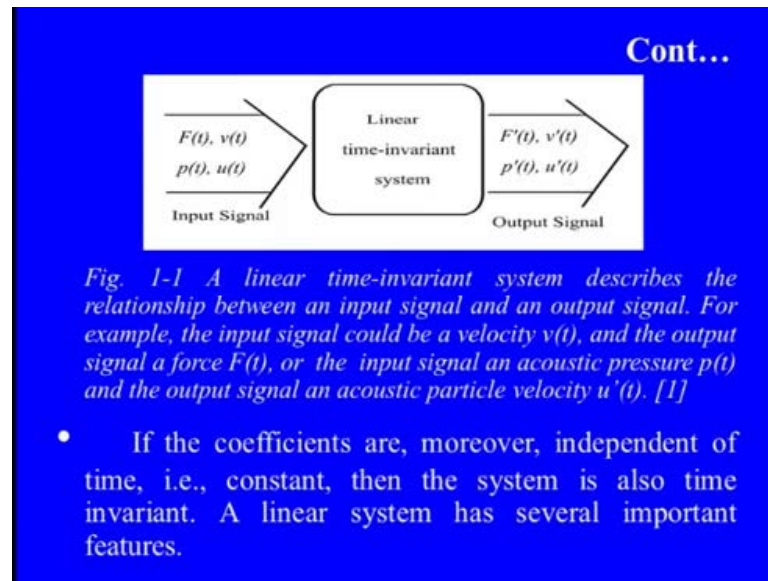 Cont…
F(t), v(t)
p(t), u(t)
Input Signal
Linear
time-invariant
system
F'(t), v'(t)
p'(t), u'(t)
Output Signal
Fig. 1-1 A linear time-invariant system describes the
relationship between an input signal and an output signal. For
example, the input signal could be a velocity v(t), and the output
signal a force F(t), or the input signal an acoustic pressure p(t)
and the output signal an acoustic particle velocity u’(t). [1]
• If the coefficients are, moreover, independent of
time, i.e., constant, then the system is also time
invariant. A linear system has several important
features.